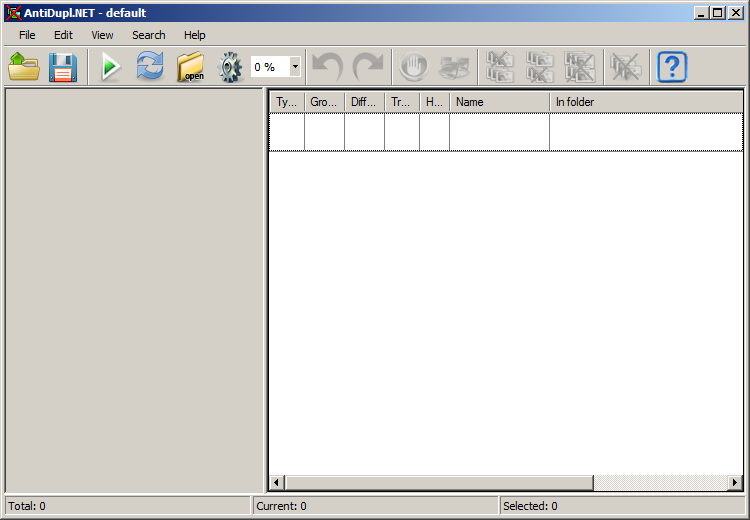 AntiDupl.NET - default
File Edit View Search Help
open 0 % ?
Ty... Gro... Diff... Tr... H... Name In folder
Total: 0 Current: 0 Selected: 0